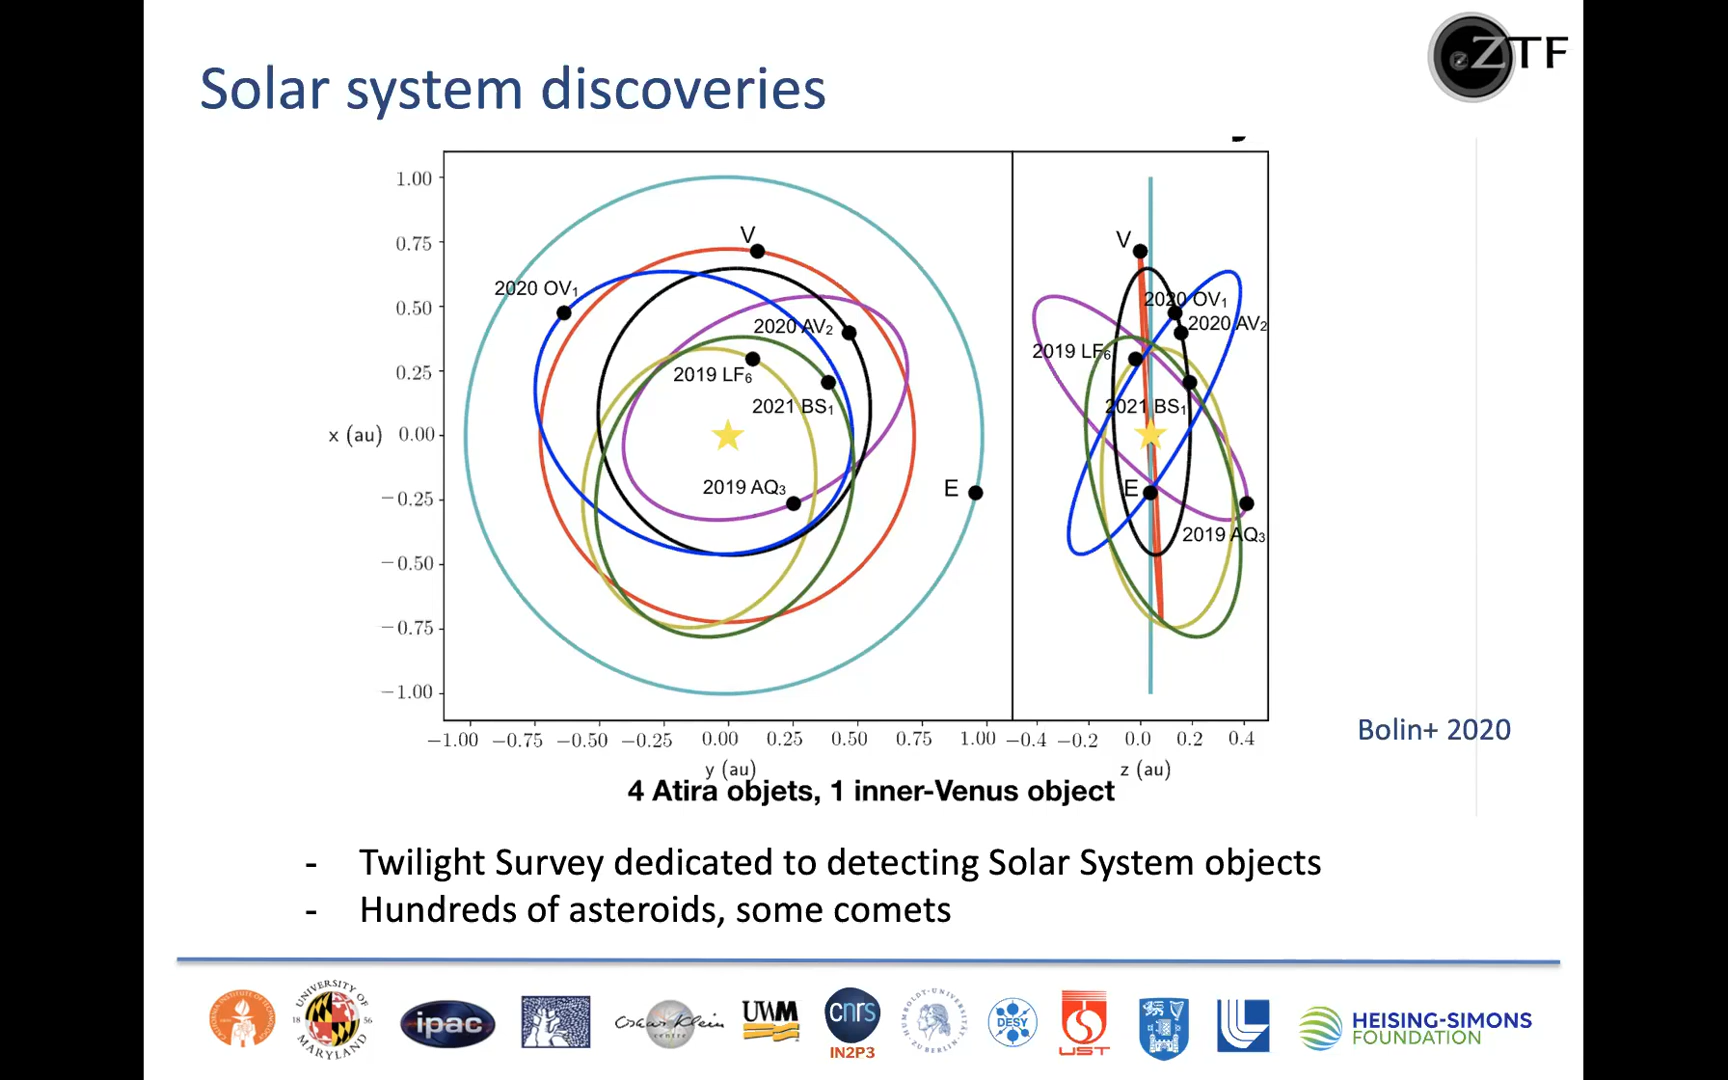 ZTF
Solar system discoveries
1.00
0.75
0.50
0.25
0.00
−0.25
−0.50
−0.75
−1.00
x (au)
V
2020 OV₁
2020 AV₂
2019 LF₆
2021 BS₁
2019 AQ₃
E
V
2020 OV₁
2020 AV₂
2019 LF₆
2021 BS₁
E
2019 AQ₃
−1.00 −0.75 −0.50 −0.25 0.00 0.25 0.50 0.75 1.00
−0.4 −0.2 0.0 0.2 0.4
y (au)
z (au)
Bolin+ 2020
4 Atira objets, 1 inner-Venus object
- Twilight Survey dedicated to detecting Solar System objects
- Hundreds of asteroids, some comets
UNIVERSITY OF
18 56
MARYLAND
ipac
Oscar Klein
centre
UWM
cnrs
IN2P3
HUMBOLDT-UNIVERSITÄT
ZU BERLIN
DESY
UST
HEISING-SIMONS
FOUNDATION